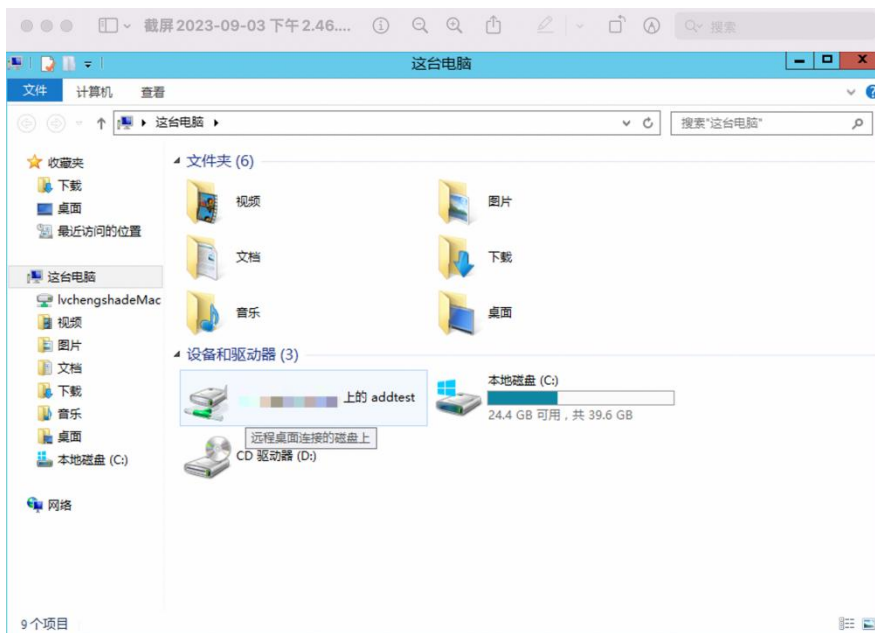 截屏2023-09-03 下午2.46....
搜索
这台电脑
文件 计算机 查看
这台电脑
搜索"这台电脑"
收藏夹
下载
桌面
最近访问的位置
这台电脑
lvchengshadeMac
视频
图片
文档
下载
音乐
桌面
本地磁盘 (C:)
网络
文件夹 (6)
视频
图片
文档
下载
音乐
桌面
设备和驱动器 (3)
上的 addtest
远程桌面连接的磁盘上
本地磁盘 (C:)
24.4 GB 可用，共 39.6 GB
CD 驱动器 (D:)
9 个项目